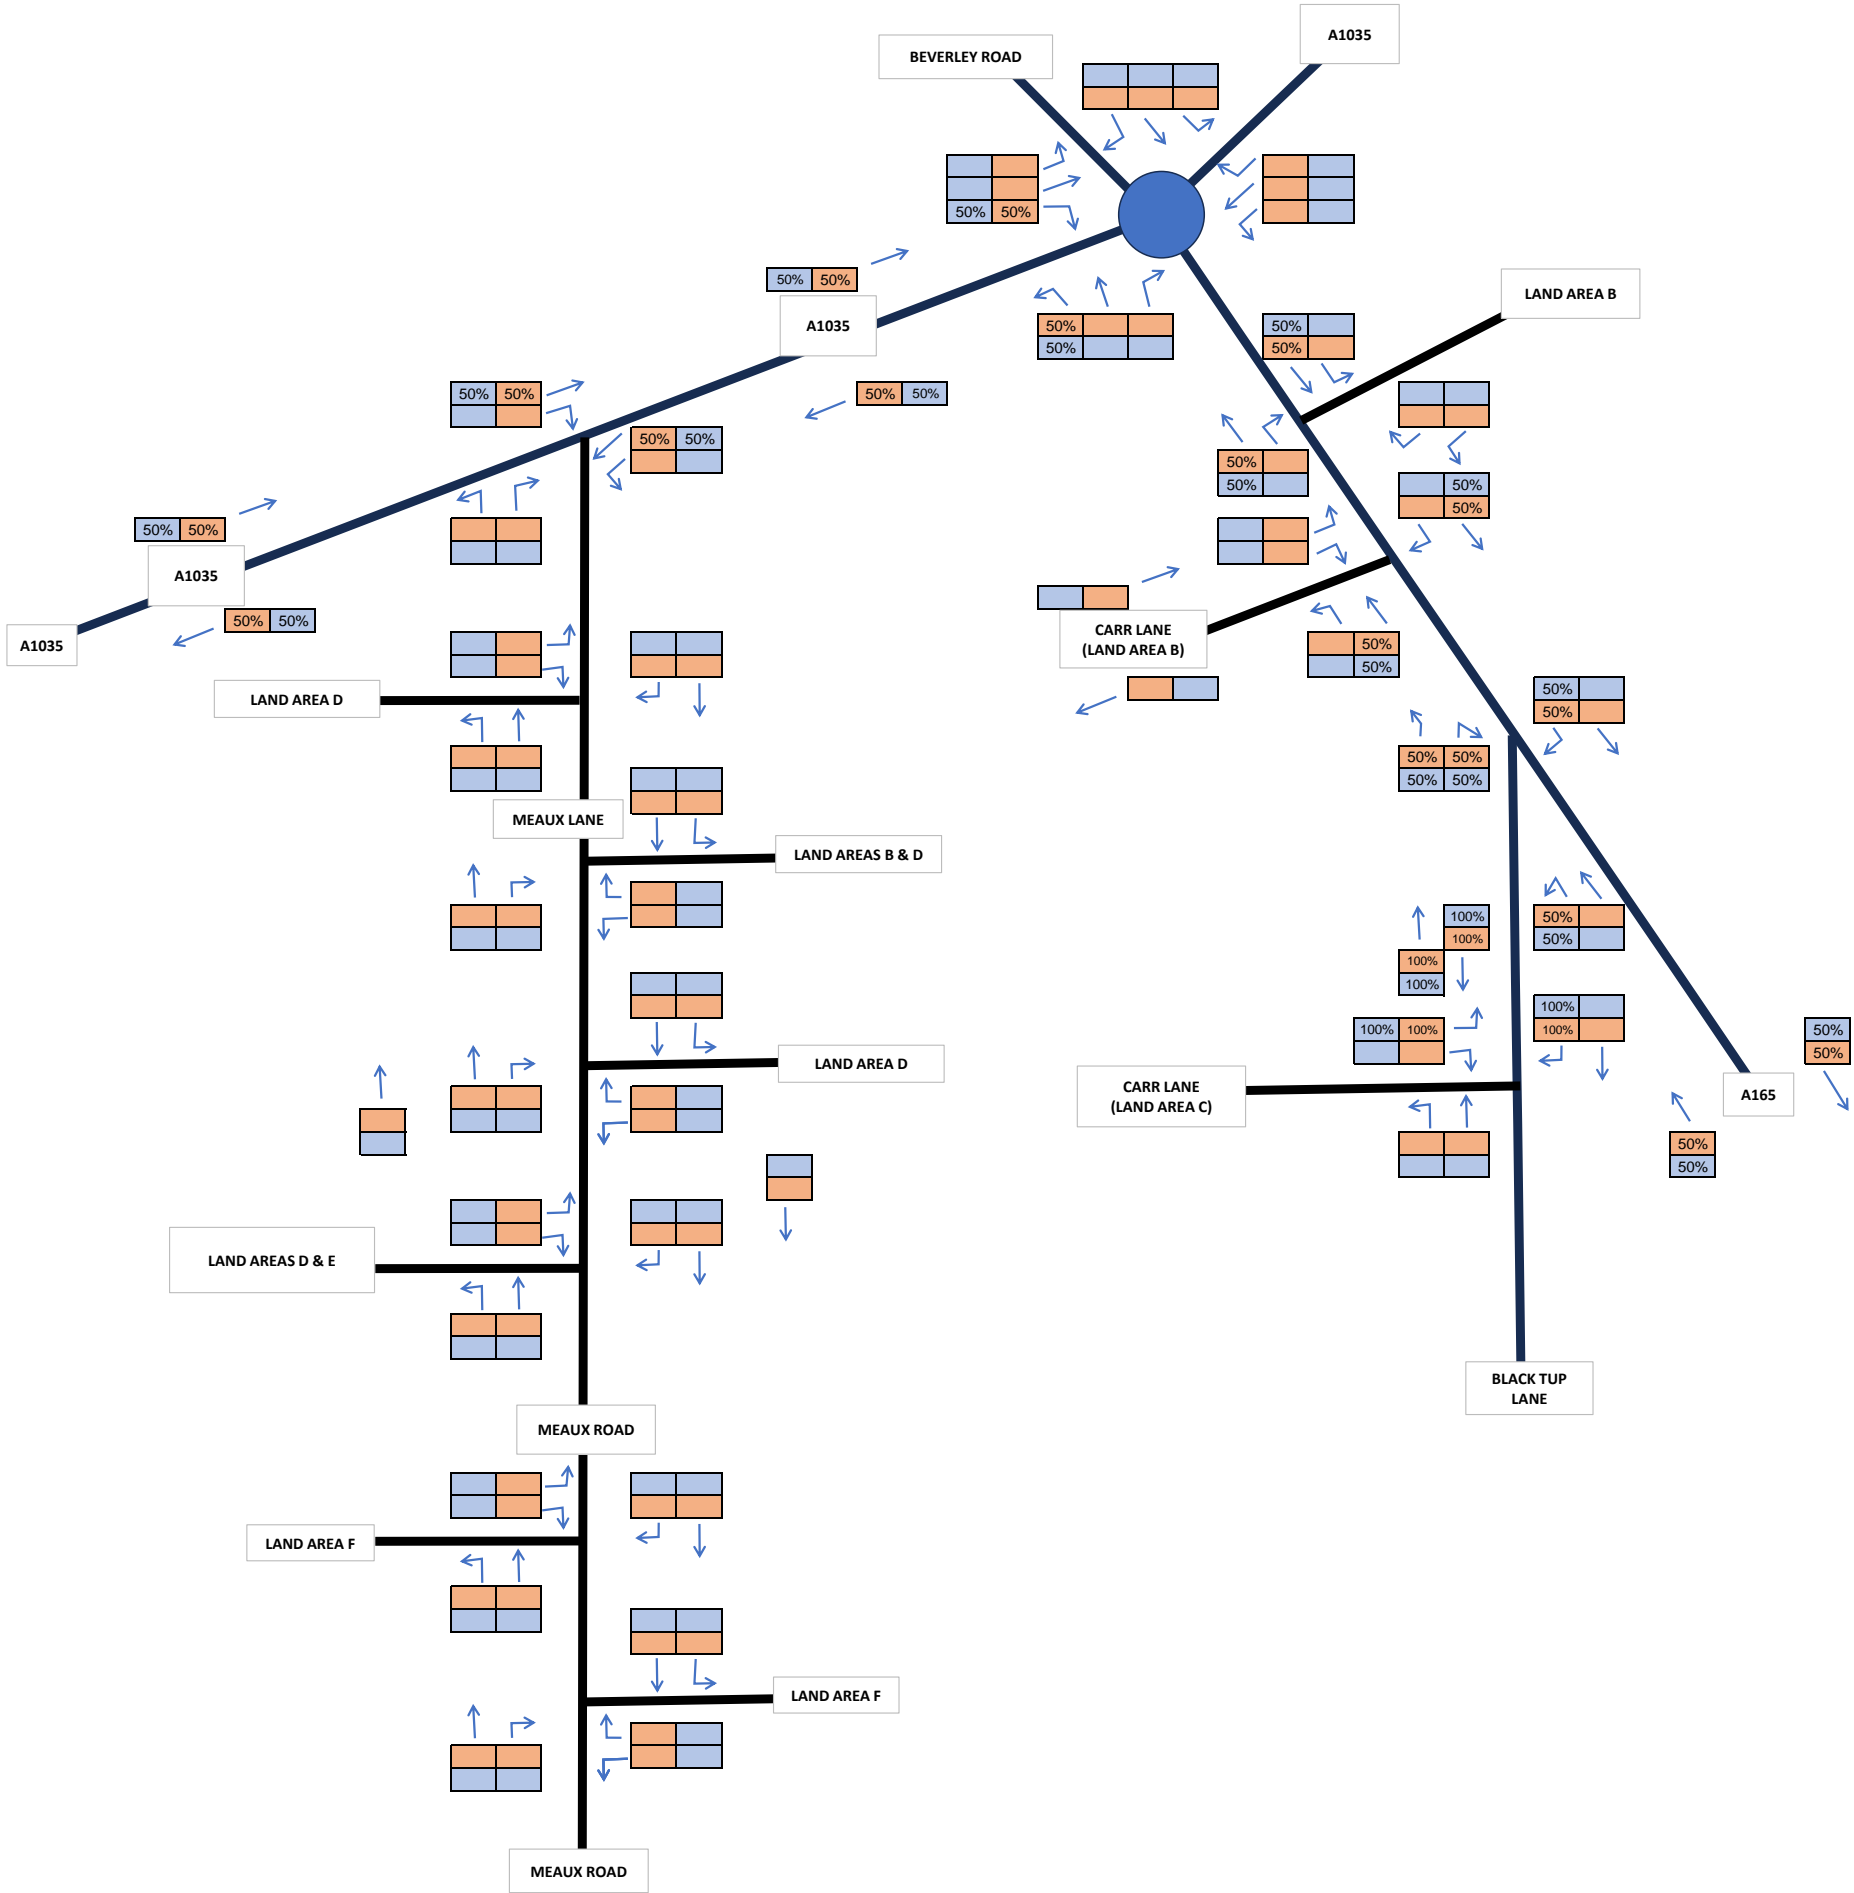 A1035
BEVERLEY ROAD
50% 50%
50% 50%
A1035
LAND AREA B
50%
50%
50%
50%
50% 50%
50% 50%
50% 50%
50%
50%
50%
50%
50% 50%
A1035
50% 50%
A1035
CARR LANE
(LAND AREA B)
50%
50%
LAND AREA D
50%
50%
50% 50%
50% 50%
MEAUX LANE
LAND AREAS B & D
100%
100%
100%
100%
50%
50%
100% 100%
100%
100%
50%
50%
LAND AREA D
CARR LANE
(LAND AREA C)
A165
50%
50%
LAND AREAS D & E
BLACK TUP
LANE
MEAUX ROAD
LAND AREA F
LAND AREA F
MEAUX ROAD